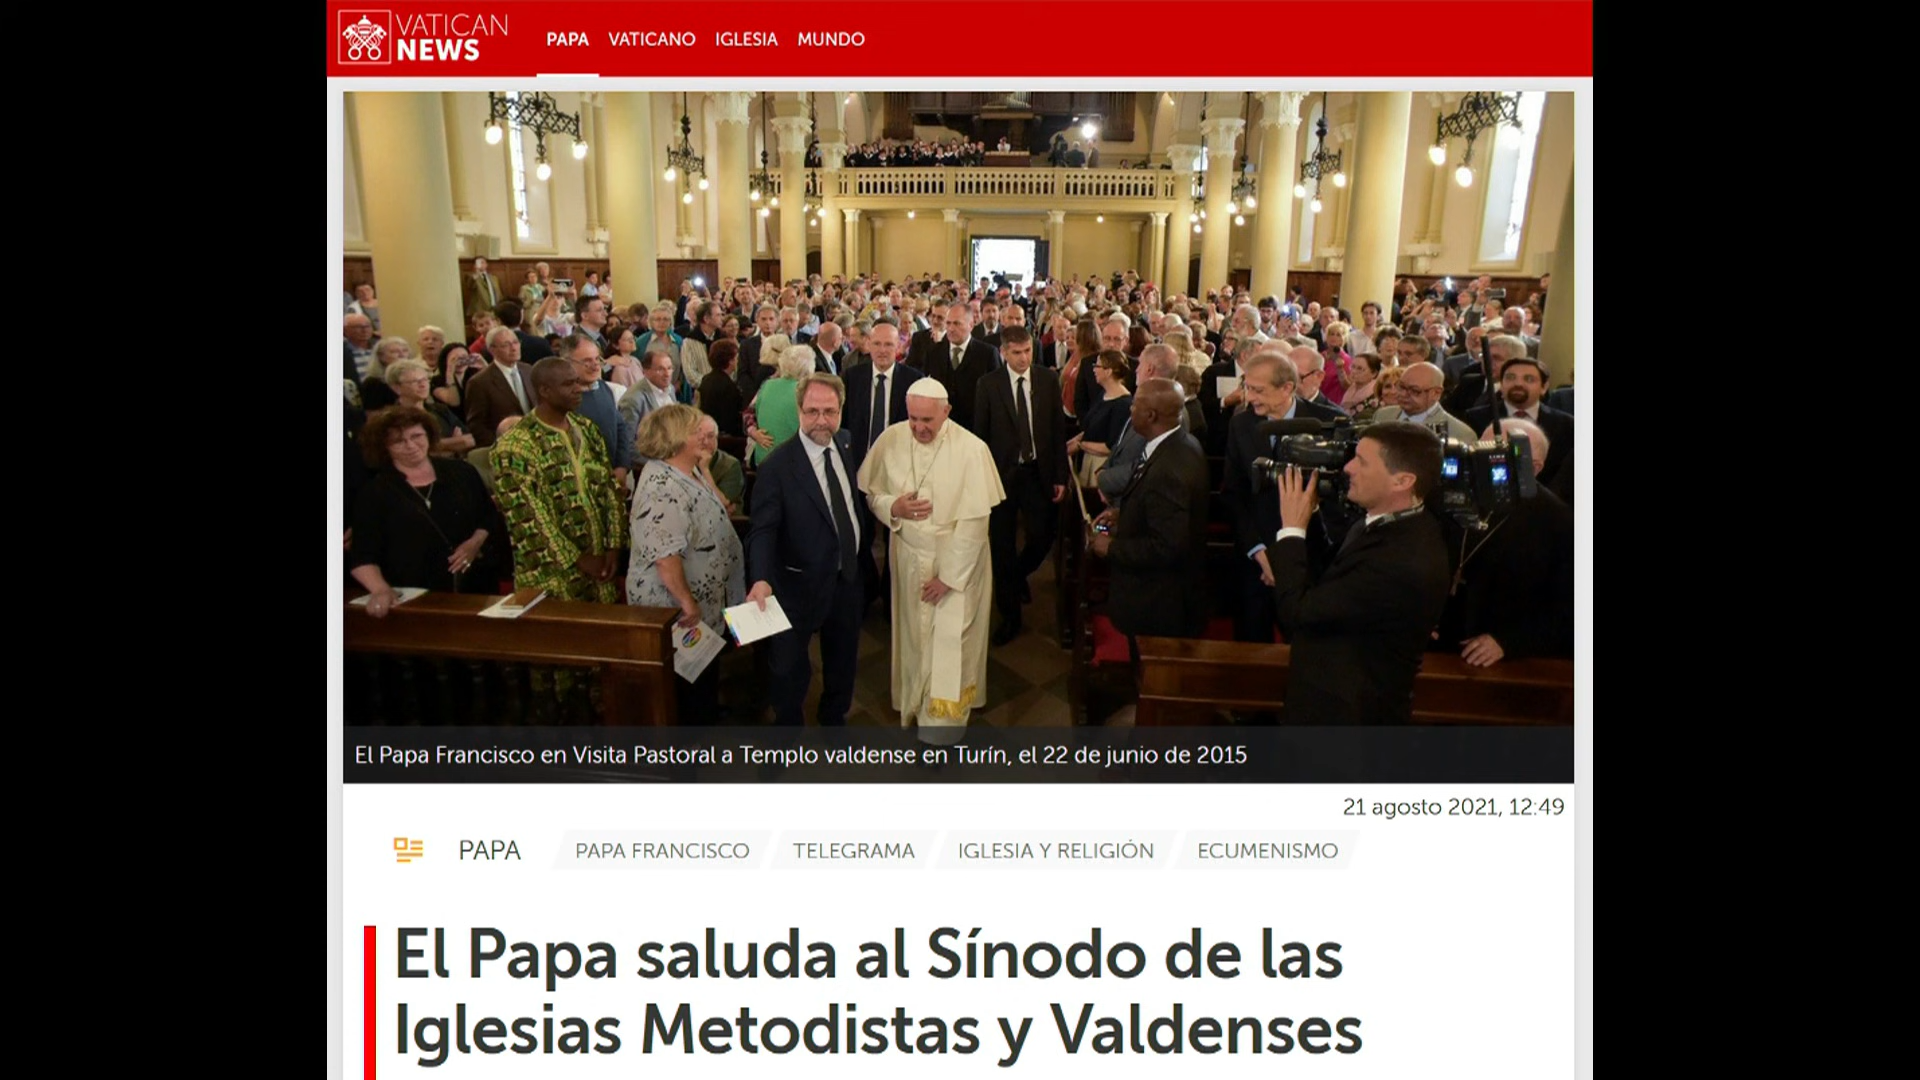 VATICAN
NEWS
PAPA VATICANO IGLESIA MUNDO
El Papa Francisco en Visita Pastoral a Templo valdense en Turín, el 22 de junio de 2015
21 agosto 2021, 12:49
PAPA PAPA FRANCISCO TELEGRAMA IGLESIA Y RELIGIÓN ECUMENISMO
El Papa saluda al Sínodo de las
Iglesias Metodistas y Valdenses